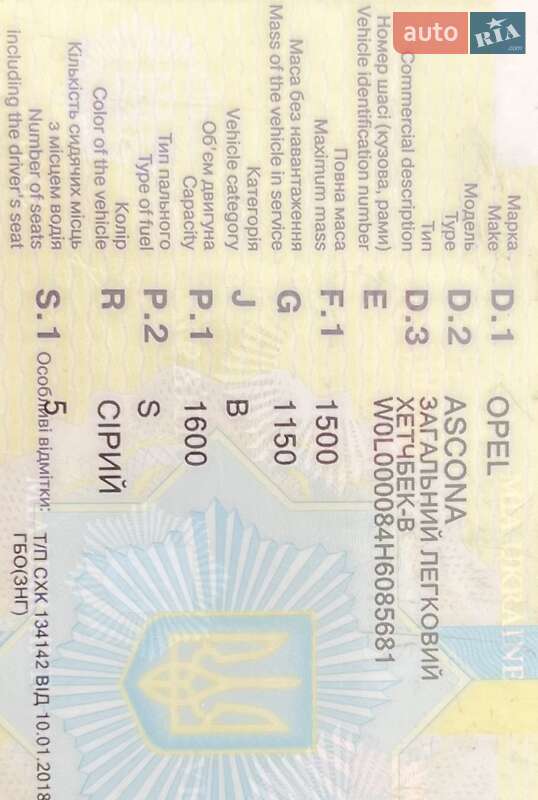 auto RIA .com
MVA UKRAINE
Марка
Make D.1 OPEL
Модель
Type D.2 ASCONA
Тип
Commercial description D.3 ЗАГАЛЬНИЙ ЛЕГКОВИЙ
ХЕТЧБЕК-В
Номер шасі (кузова, рами)
Vehicle identification number E W0L000084H6085681
Повна маса
Maximum mass F.1 1500
Маса без навантаження
Mass of the vehicle in service G 1150
Категорія
Vehicle category J B
Об'єм двигуна
Capacity P.1 1600
Тип пального
Type of fuel P.2 S
Колір
Color of the vehicle R СІРИЙ
Кількість сидячих місць
з місцем водія
Number of seats
including the driver's seat S.1 5
Особливі відмітки: Т/П СХК 134142 ВІД 10.01.2018
ГБО(ЗНГ)